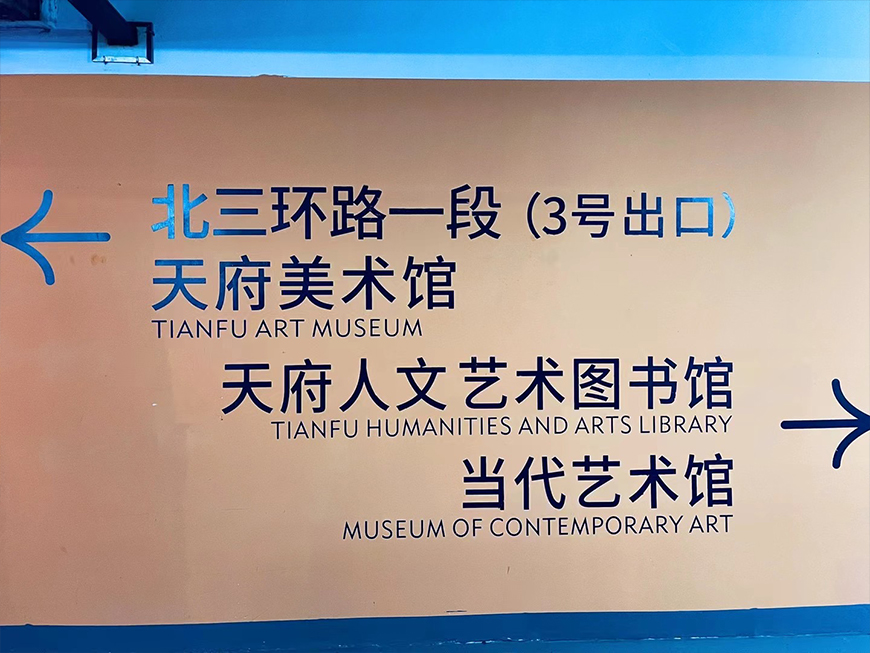 北三环路一段（3号出口）
天府美术馆
TIANFU ART MUSEUM
天府人文艺术图书馆
TIANFU HUMANITIES AND ARTS LIBRARY
当代艺术馆
MUSEUM OF CONTEMPORARY ART